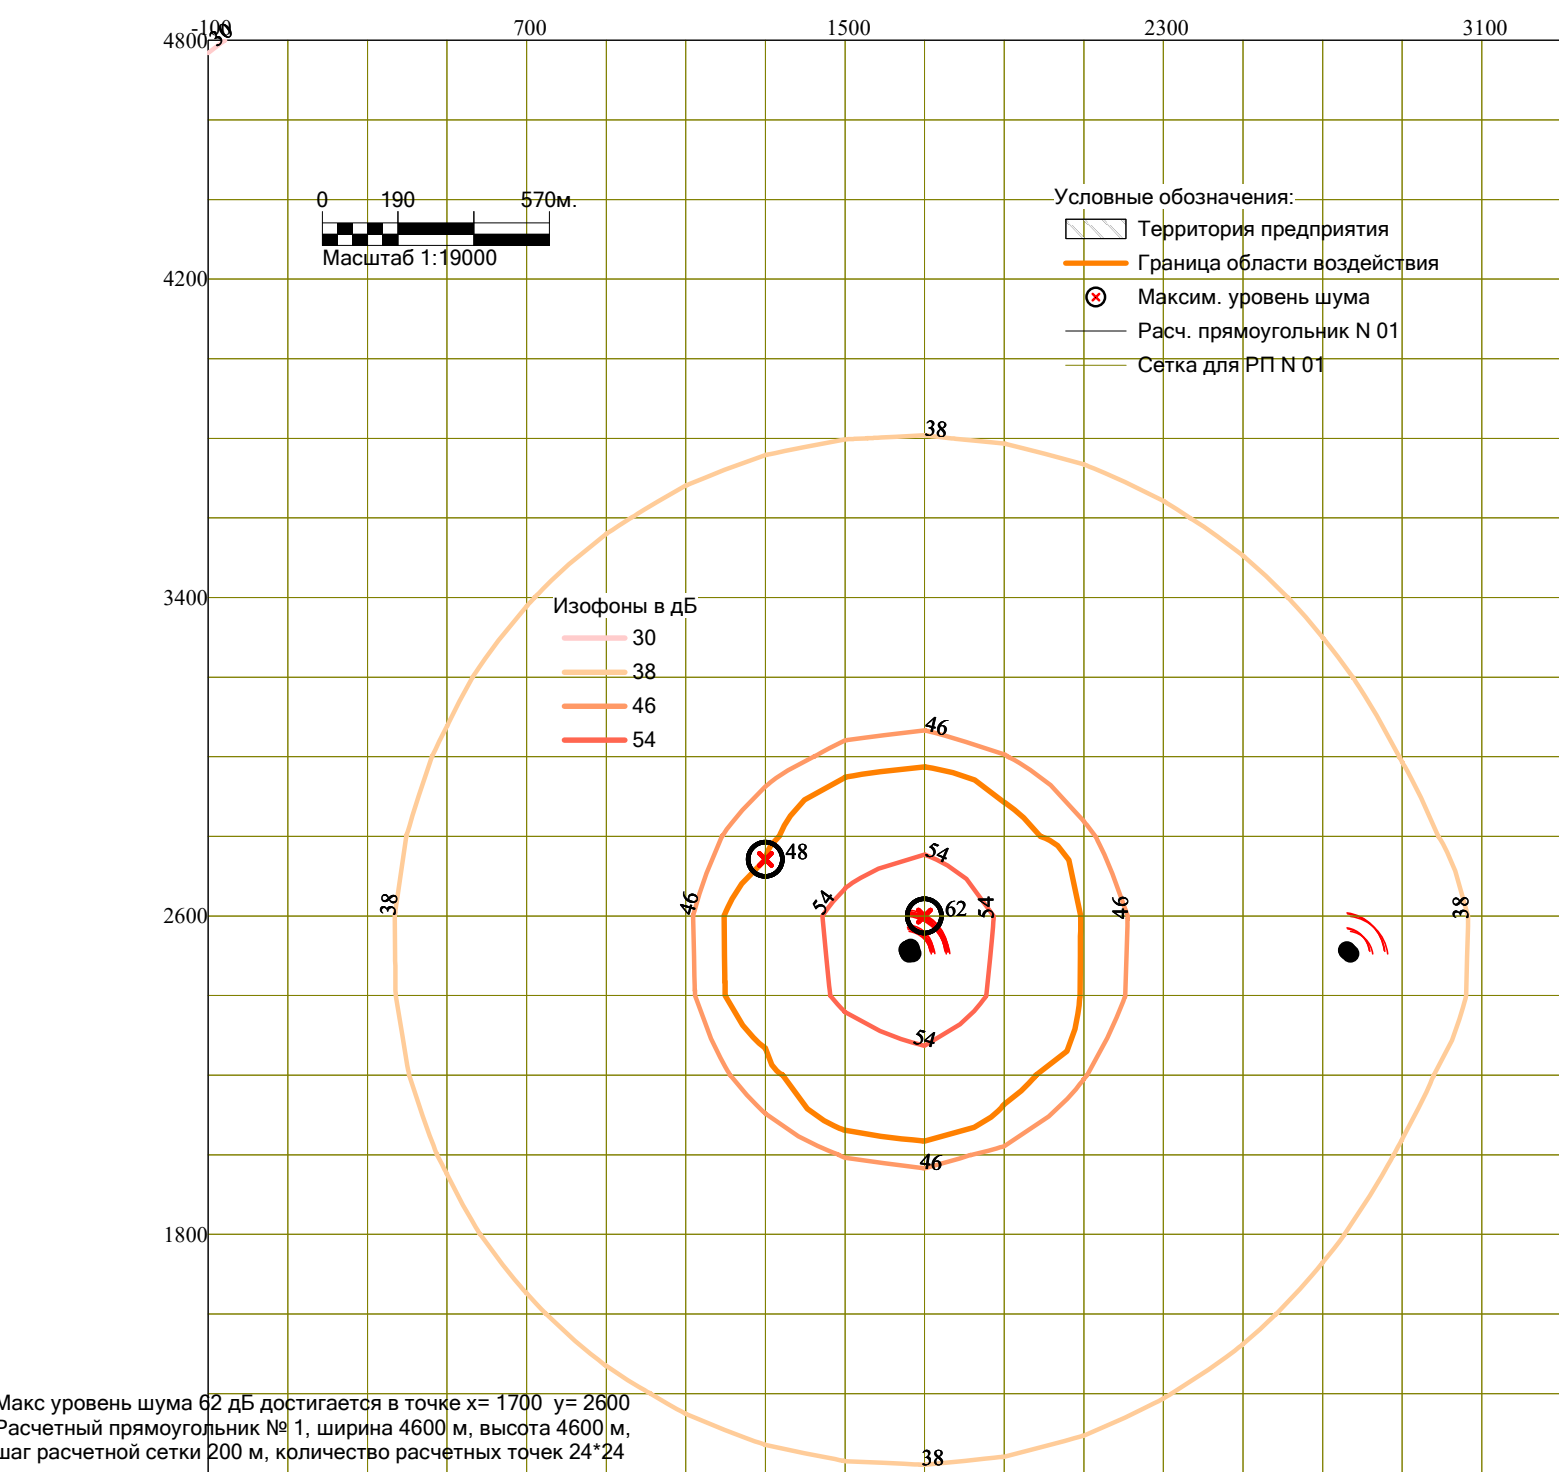 -100 700 1500 2300 3100
4800
30
0 190 570м.
Масштаб 1:19000
Условные обозначения:
Территория предприятия
Граница области воздействия
Максим. уровень шума
Расч. прямоугольник N 01
Сетка для РП N 01
4200
38
3400
Изофоны в дБ
30
38
46
54
46
48
54
38
46
54
62
54
46
38
2600
54
46
1800
Макс уровень шума 62 дБ достигается в точке x= 1700 y= 2600
Расчетный прямоугольник № 1, ширина 4600 м, высота 4600 м,
шаг расчетной сетки 200 м, количество расчетных точек 24*24
38